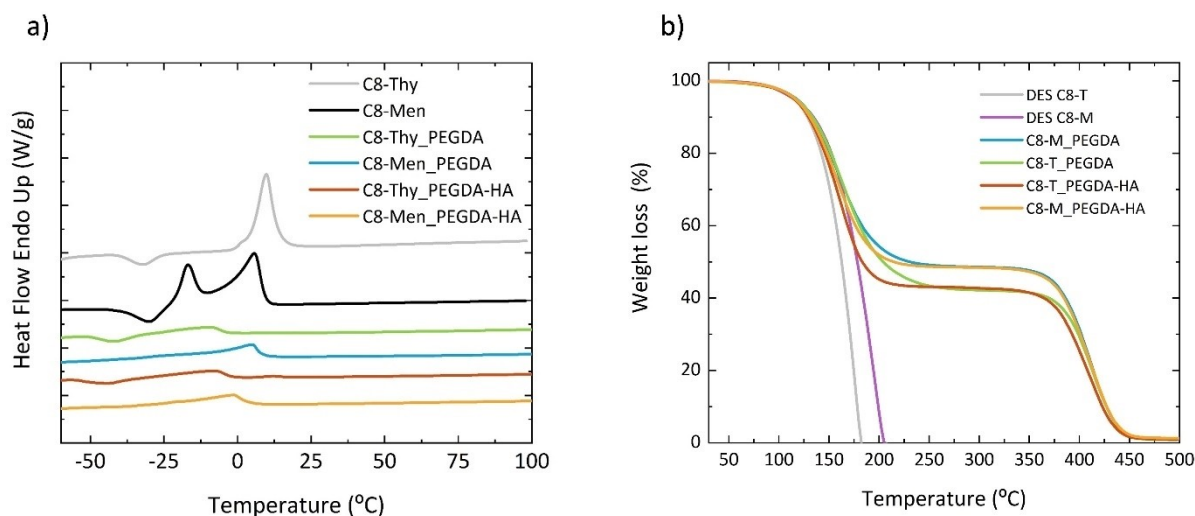 a)
Heat Flow Endo Up (W/g)
C8-Thy
C8-Men
C8-Thy_PEGDA
C8-Men_PEGDA
C8-Thy_PEGDA-HA
C8-Men_PEGDA-HA
-50 -25 0 25 50 75 100
Temperature (°C)
b)
Weight loss (%)
100
80
60
40
20
0
DES C8-T
DES C8-M
C8-M_PEGDA
C8-T_PEGDA
C8-T_PEGDA-HA
C8-M_PEGDA-HA
50 100 150 200 250 300 350 400 450 500
Temperature (°C)